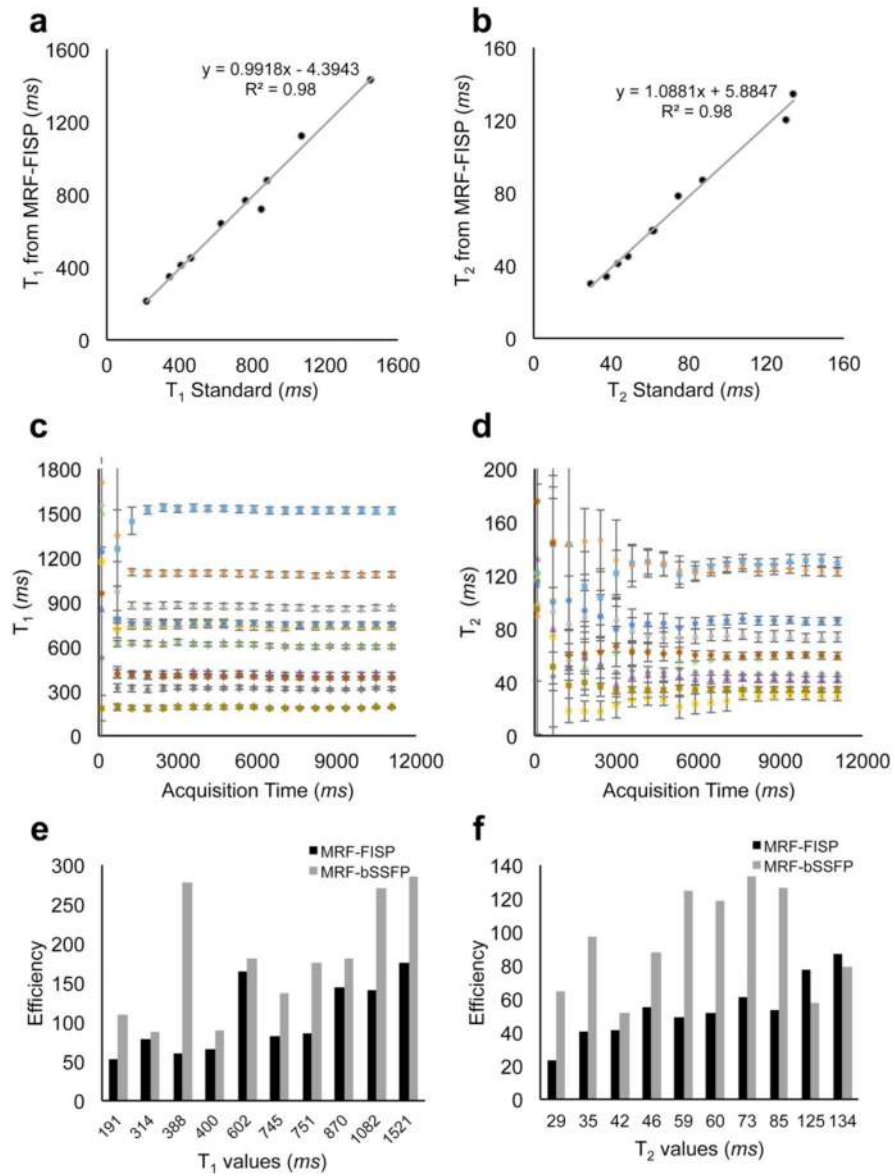 a
1600
1200
800
400
0
T1 from MRF-FISP (ms)
y = 0.9918x - 4.3943
R² = 0.98
0 400 800 1200 1600
T1 Standard (ms)
b
160
120
80
40
0
T2 from MRF-FISP (ms)
y = 1.0881x + 5.8847
R² = 0.98
0 40 80 120 160
T2 Standard (ms)
c
1800
1500
1200
900
600
300
0
T1 (ms)
0 3000 6000 9000 12000
Acquisition Time (ms)
d
200
160
120
80
40
0
T2 (ms)
0 3000 6000 9000 12000
Acquisition Time (ms)
e
MRF-FISP
MRF-bSSFP
300
250
200
150
100
50
0
Efficiency
191 314 388 400 602 745 751 870 1082 1521
T1 values (ms)
f
MRF-FISP
MRF-bSSFP
140
120
100
80
60
40
20
0
Efficiency
29 35 42 46 59 60 73 85 125 134
T2 values (ms)